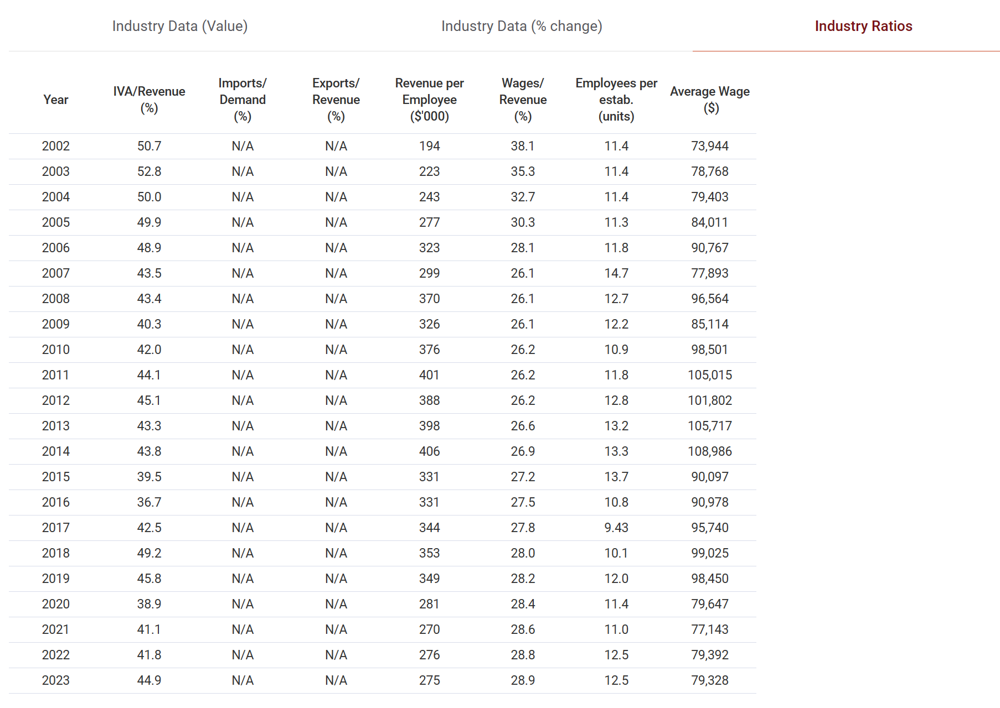 Industry Data (Value) Industry Data (% change) Industry Ratios
Year IVA/Revenue (%) Imports/ Demand (%) Exports/ Revenue (%) Revenue per Employee ($'000) Wages/ Revenue (%) Employees per estab. (units) Average Wage ($)
2002 50.7 N/A N/A 194 38.1 11.4 73,944
2003 52.8 N/A N/A 223 35.3 11.4 78,768
2004 50.0 N/A N/A 243 32.7 11.4 79,403
2005 49.9 N/A N/A 277 30.3 11.3 84,011
2006 48.9 N/A N/A 323 28.1 11.8 90,767
2007 43.5 N/A N/A 299 26.1 14.7 77,893
2008 43.4 N/A N/A 370 26.1 12.7 96,564
2009 40.3 N/A N/A 326 26.1 12.2 85,114
2010 42.0 N/A N/A 376 26.2 10.9 98,501
2011 44.1 N/A N/A 401 26.2 11.8 105,015
2012 45.1 N/A N/A 388 26.2 12.8 101,802
2013 43.3 N/A N/A 398 26.6 13.2 105,717
2014 43.8 N/A N/A 406 26.9 13.3 108,986
2015 39.5 N/A N/A 331 27.2 13.7 90,097
2016 36.7 N/A N/A 331 27.5 10.8 90,978
2017 42.5 N/A N/A 344 27.8 9.43 95,740
2018 49.2 N/A N/A 353 28.0 10.1 99,025
2019 45.8 N/A N/A 349 28.2 12.0 98,450
2020 38.9 N/A N/A 281 28.4 11.4 79,647
2021 41.1 N/A N/A 270 28.6 11.0 77,143
2022 41.8 N/A N/A 276 28.8 12.5 79,392
2023 44.9 N/A N/A 275 28.9 12.5 79,328